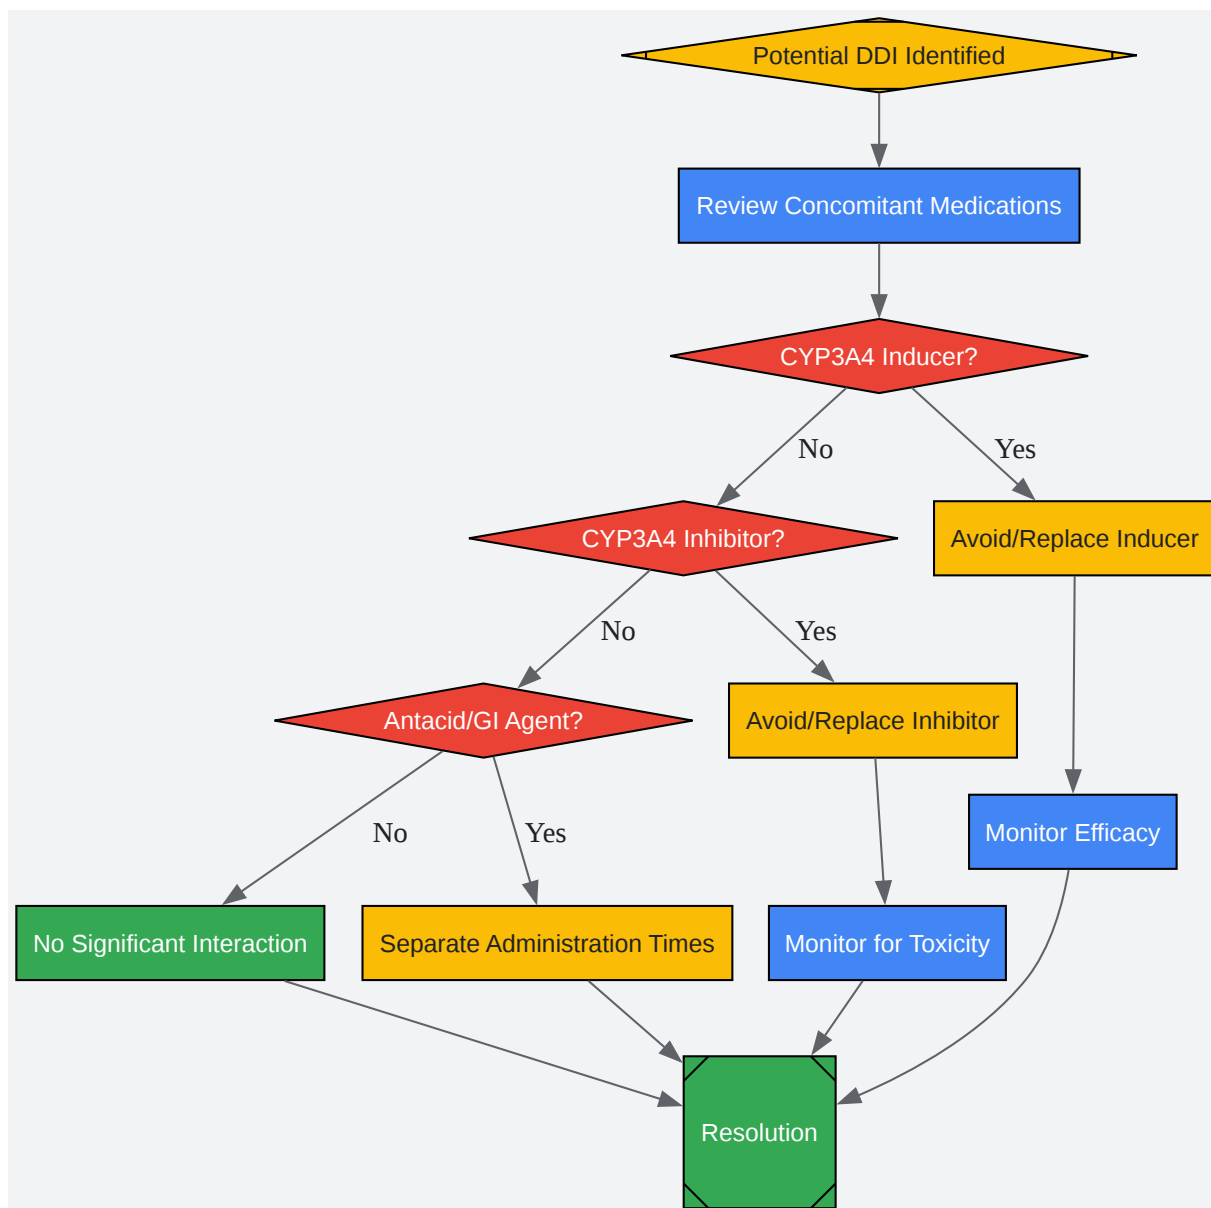 Potential DDI Identified
Review Concomitant Medications
CYP3A4 Inducer?
No
Yes
CYP3A4 Inhibitor?
Avoid/Replace Inducer
No
Yes
Antacid/GI Agent?
Avoid/Replace Inhibitor
No
Yes
Monitor Efficacy
No Significant Interaction
Separate Administration Times
Monitor for Toxicity
Resolution